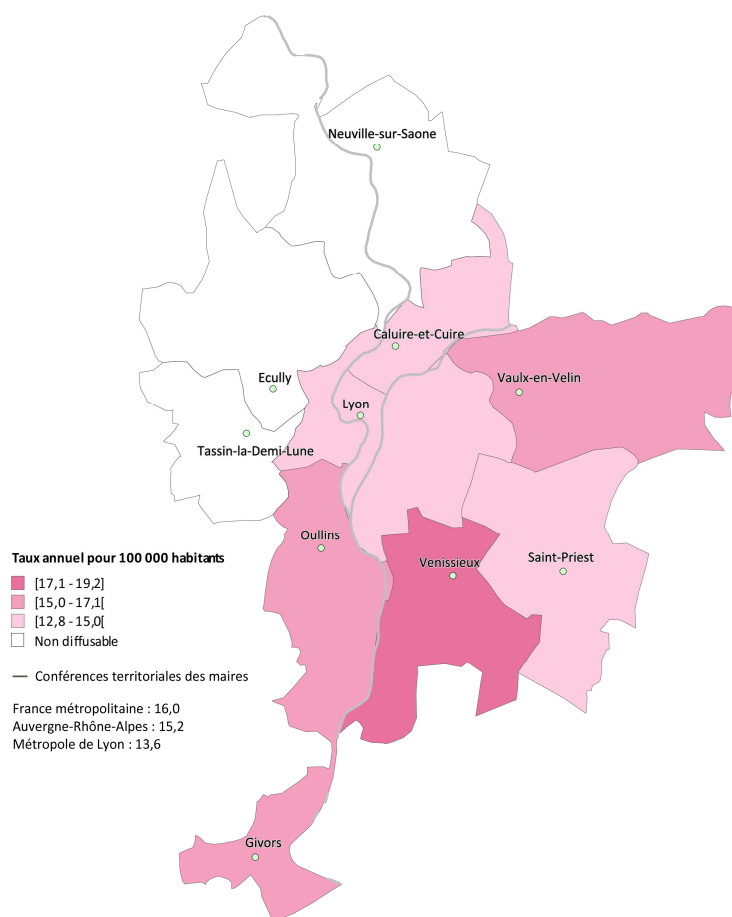 Neuville-sur-Saone
Caluire-et-Cuire
Ecully
Vaulx-en-Velin
Lyon
Tassin-la-Demi-Lune
Oullins
Venissieux
Saint-Priest
Taux annuel pour 100 000 habitants
[17,1 - 19,2]
[15,0 - 17,1[
[12,8 - 15,0[
Non diffusable
Conférences territoriales des maires
France métropolitaine : 16,0
Auvergne-Rhône-Alpes : 15,2
Métropole de Lyon : 13,6
Givors